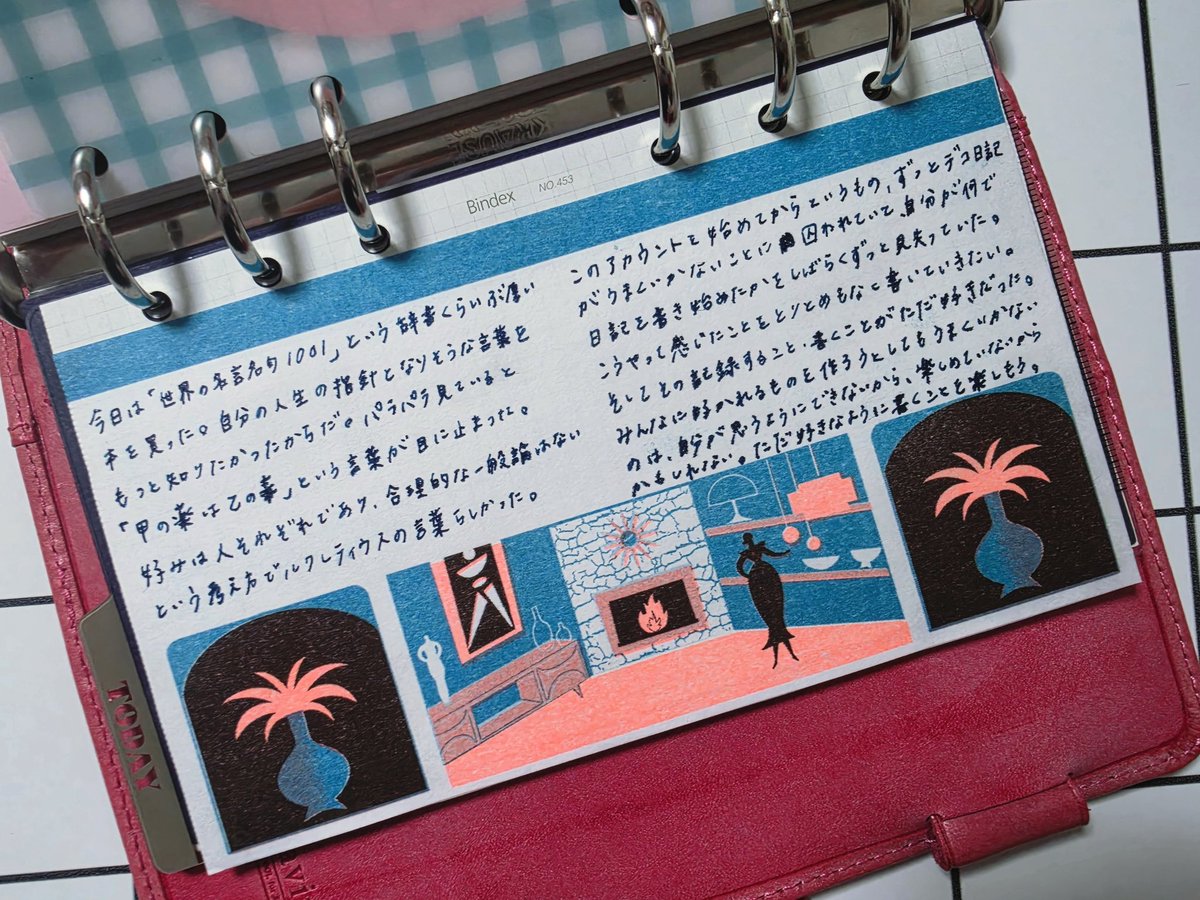 KRAUSE
Bindex NO.453
今日は「世界の名言名句1001」という辞書くらいぶ厚い
本を買った。自分の人生の指針となりそうな言葉を
もっと知りたかったからだ。パラパラ見ていると
「甲の薬は乙の毒」という言葉が目に止まった。
好みは人それぞれであり、合理的な一般論はない
という考え方でルクレティウスの言葉らしかった。
このアカウントを始めてからというもの、ずっとデコ日記
がうまくいかないことに囚われていて、自分が何で
日記を書き始めたかをしばらくずっと見失っていた。
こうやって感じたことをとりとめもなく書いていきたい。
そしてその記録すること、書くことがただ好きだった。
みんなに好かれるものを作ろうとしてもうまくいかない
のは、自分が思うようにできないから、楽しめていないから
かもしれない。ただ好きなように書くことを楽しもう。
TODAY